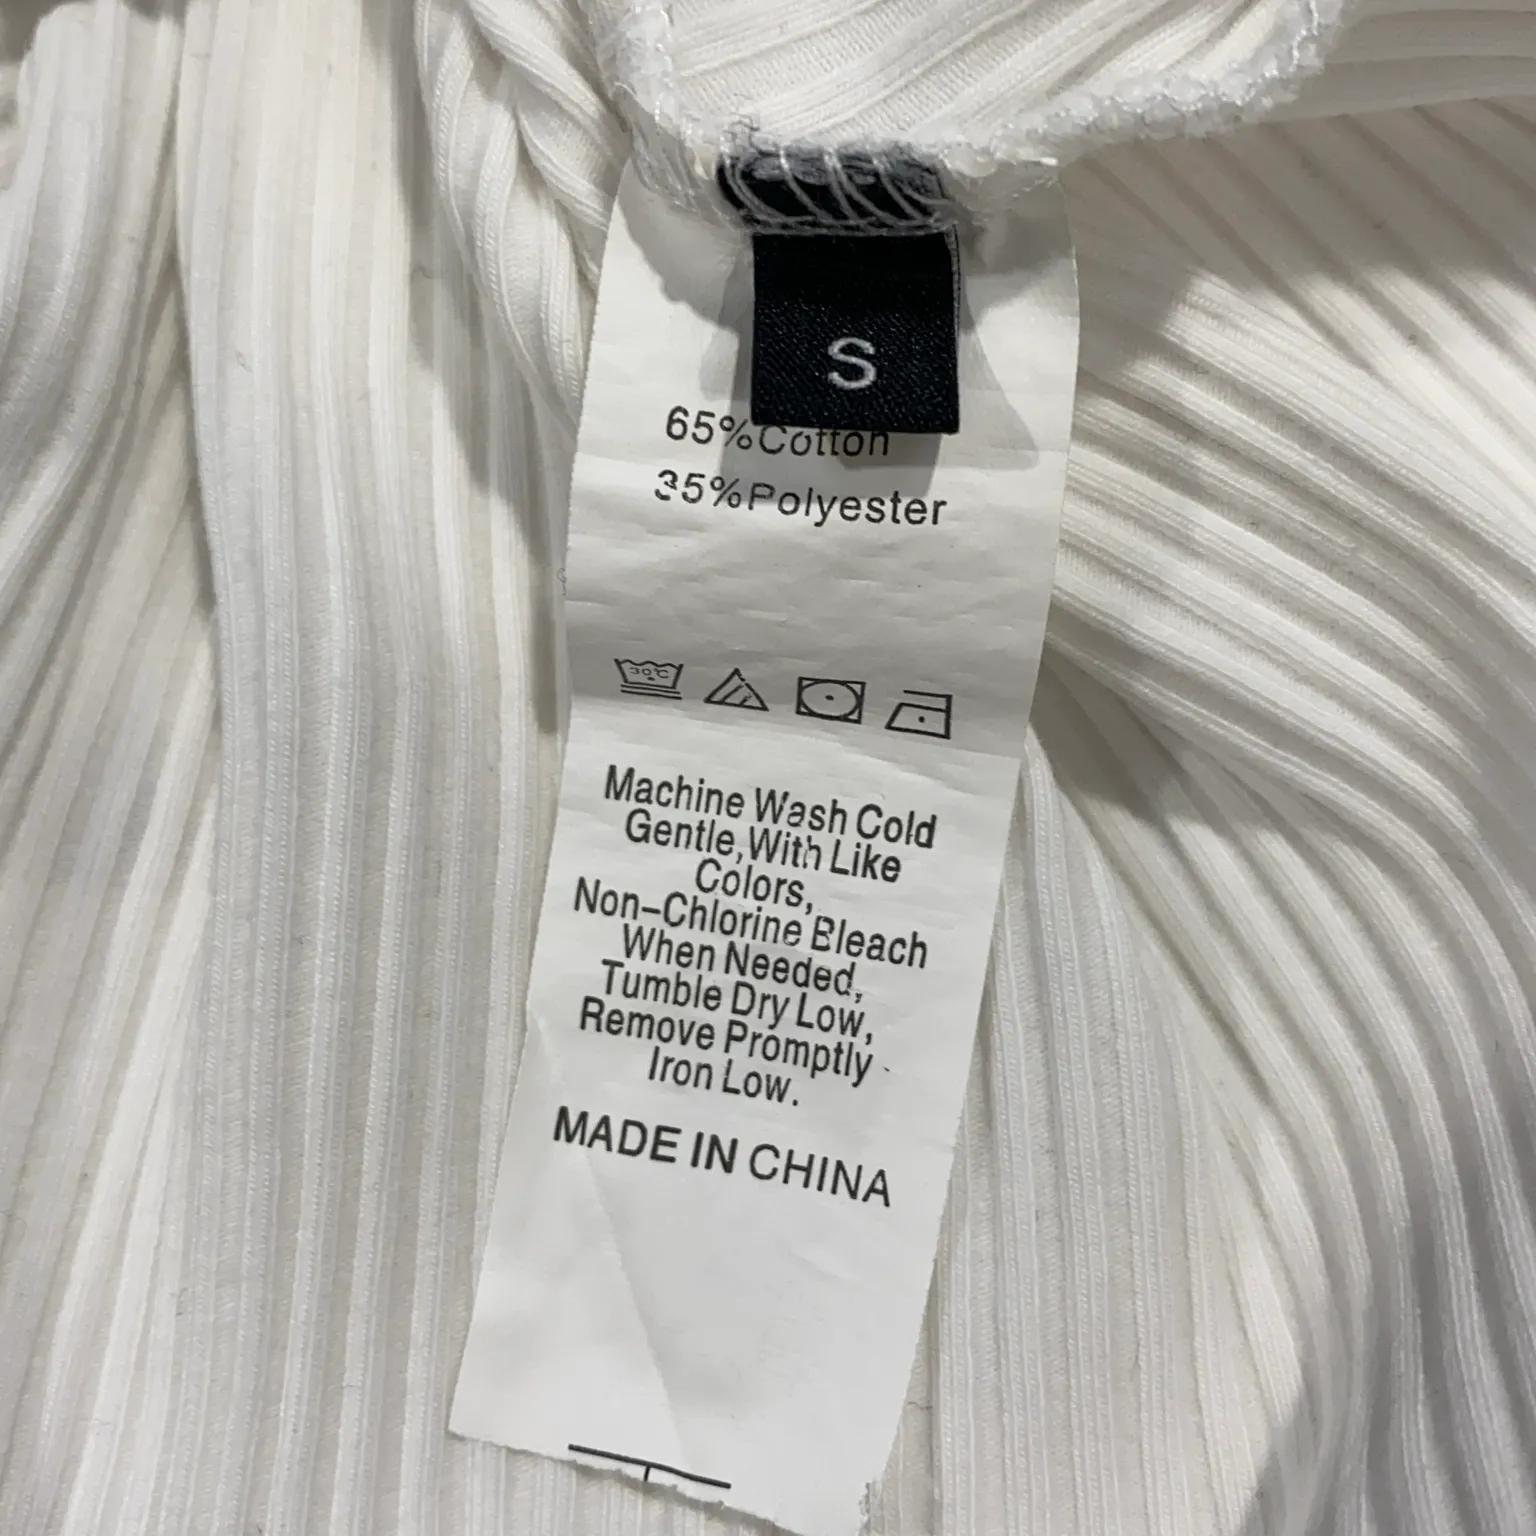 S
65%Cotton
35%Polyester
30°C
Machine Wash Cold
Gentle,With Like
Colors,
Non-Chlorine Bleach
When Needed,
Tumble Dry Low,
Remove Promptly
Iron Low.
MADE IN CHINA